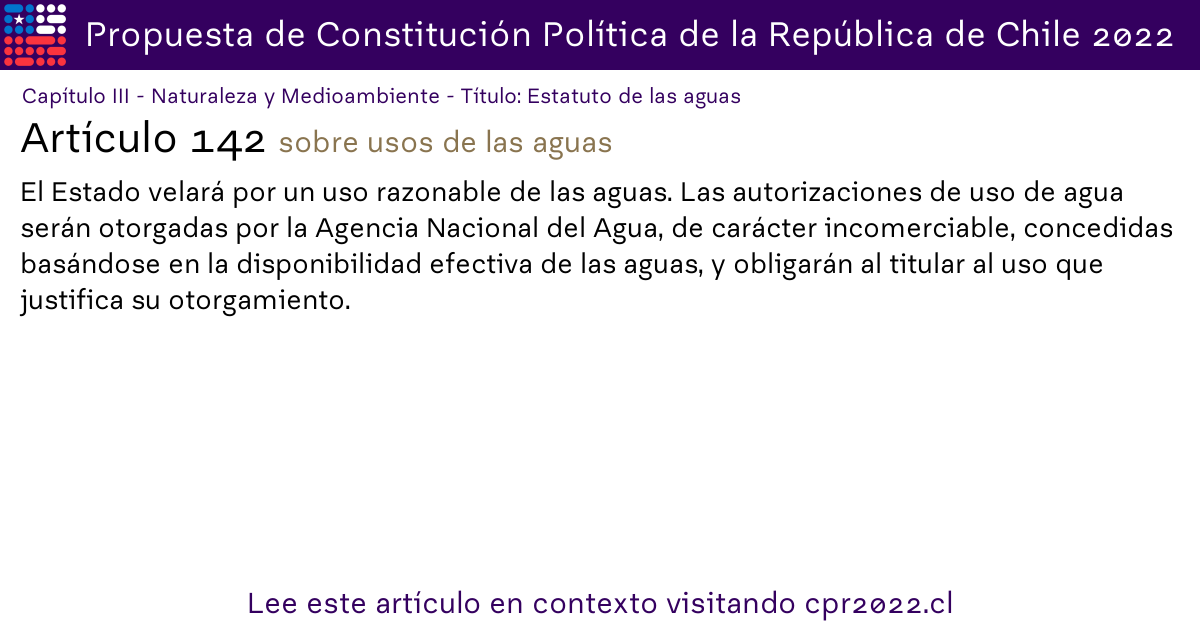 Propuesta de Constitución Política de la República de Chile 2022
Capítulo III - Naturaleza y Medioambiente - Título: Estatuto de las aguas
Artículo 142 sobre usos de las aguas
El Estado velará por un uso razonable de las aguas. Las autorizaciones de uso de agua
serán otorgadas por la Agencia Nacional del Agua, de carácter incomerciable, concedidas
basándose en la disponibilidad efectiva de las aguas, y obligarán al titular al uso que
justifica su otorgamiento.
Lee este artículo en contexto visitando cpr2022.cl